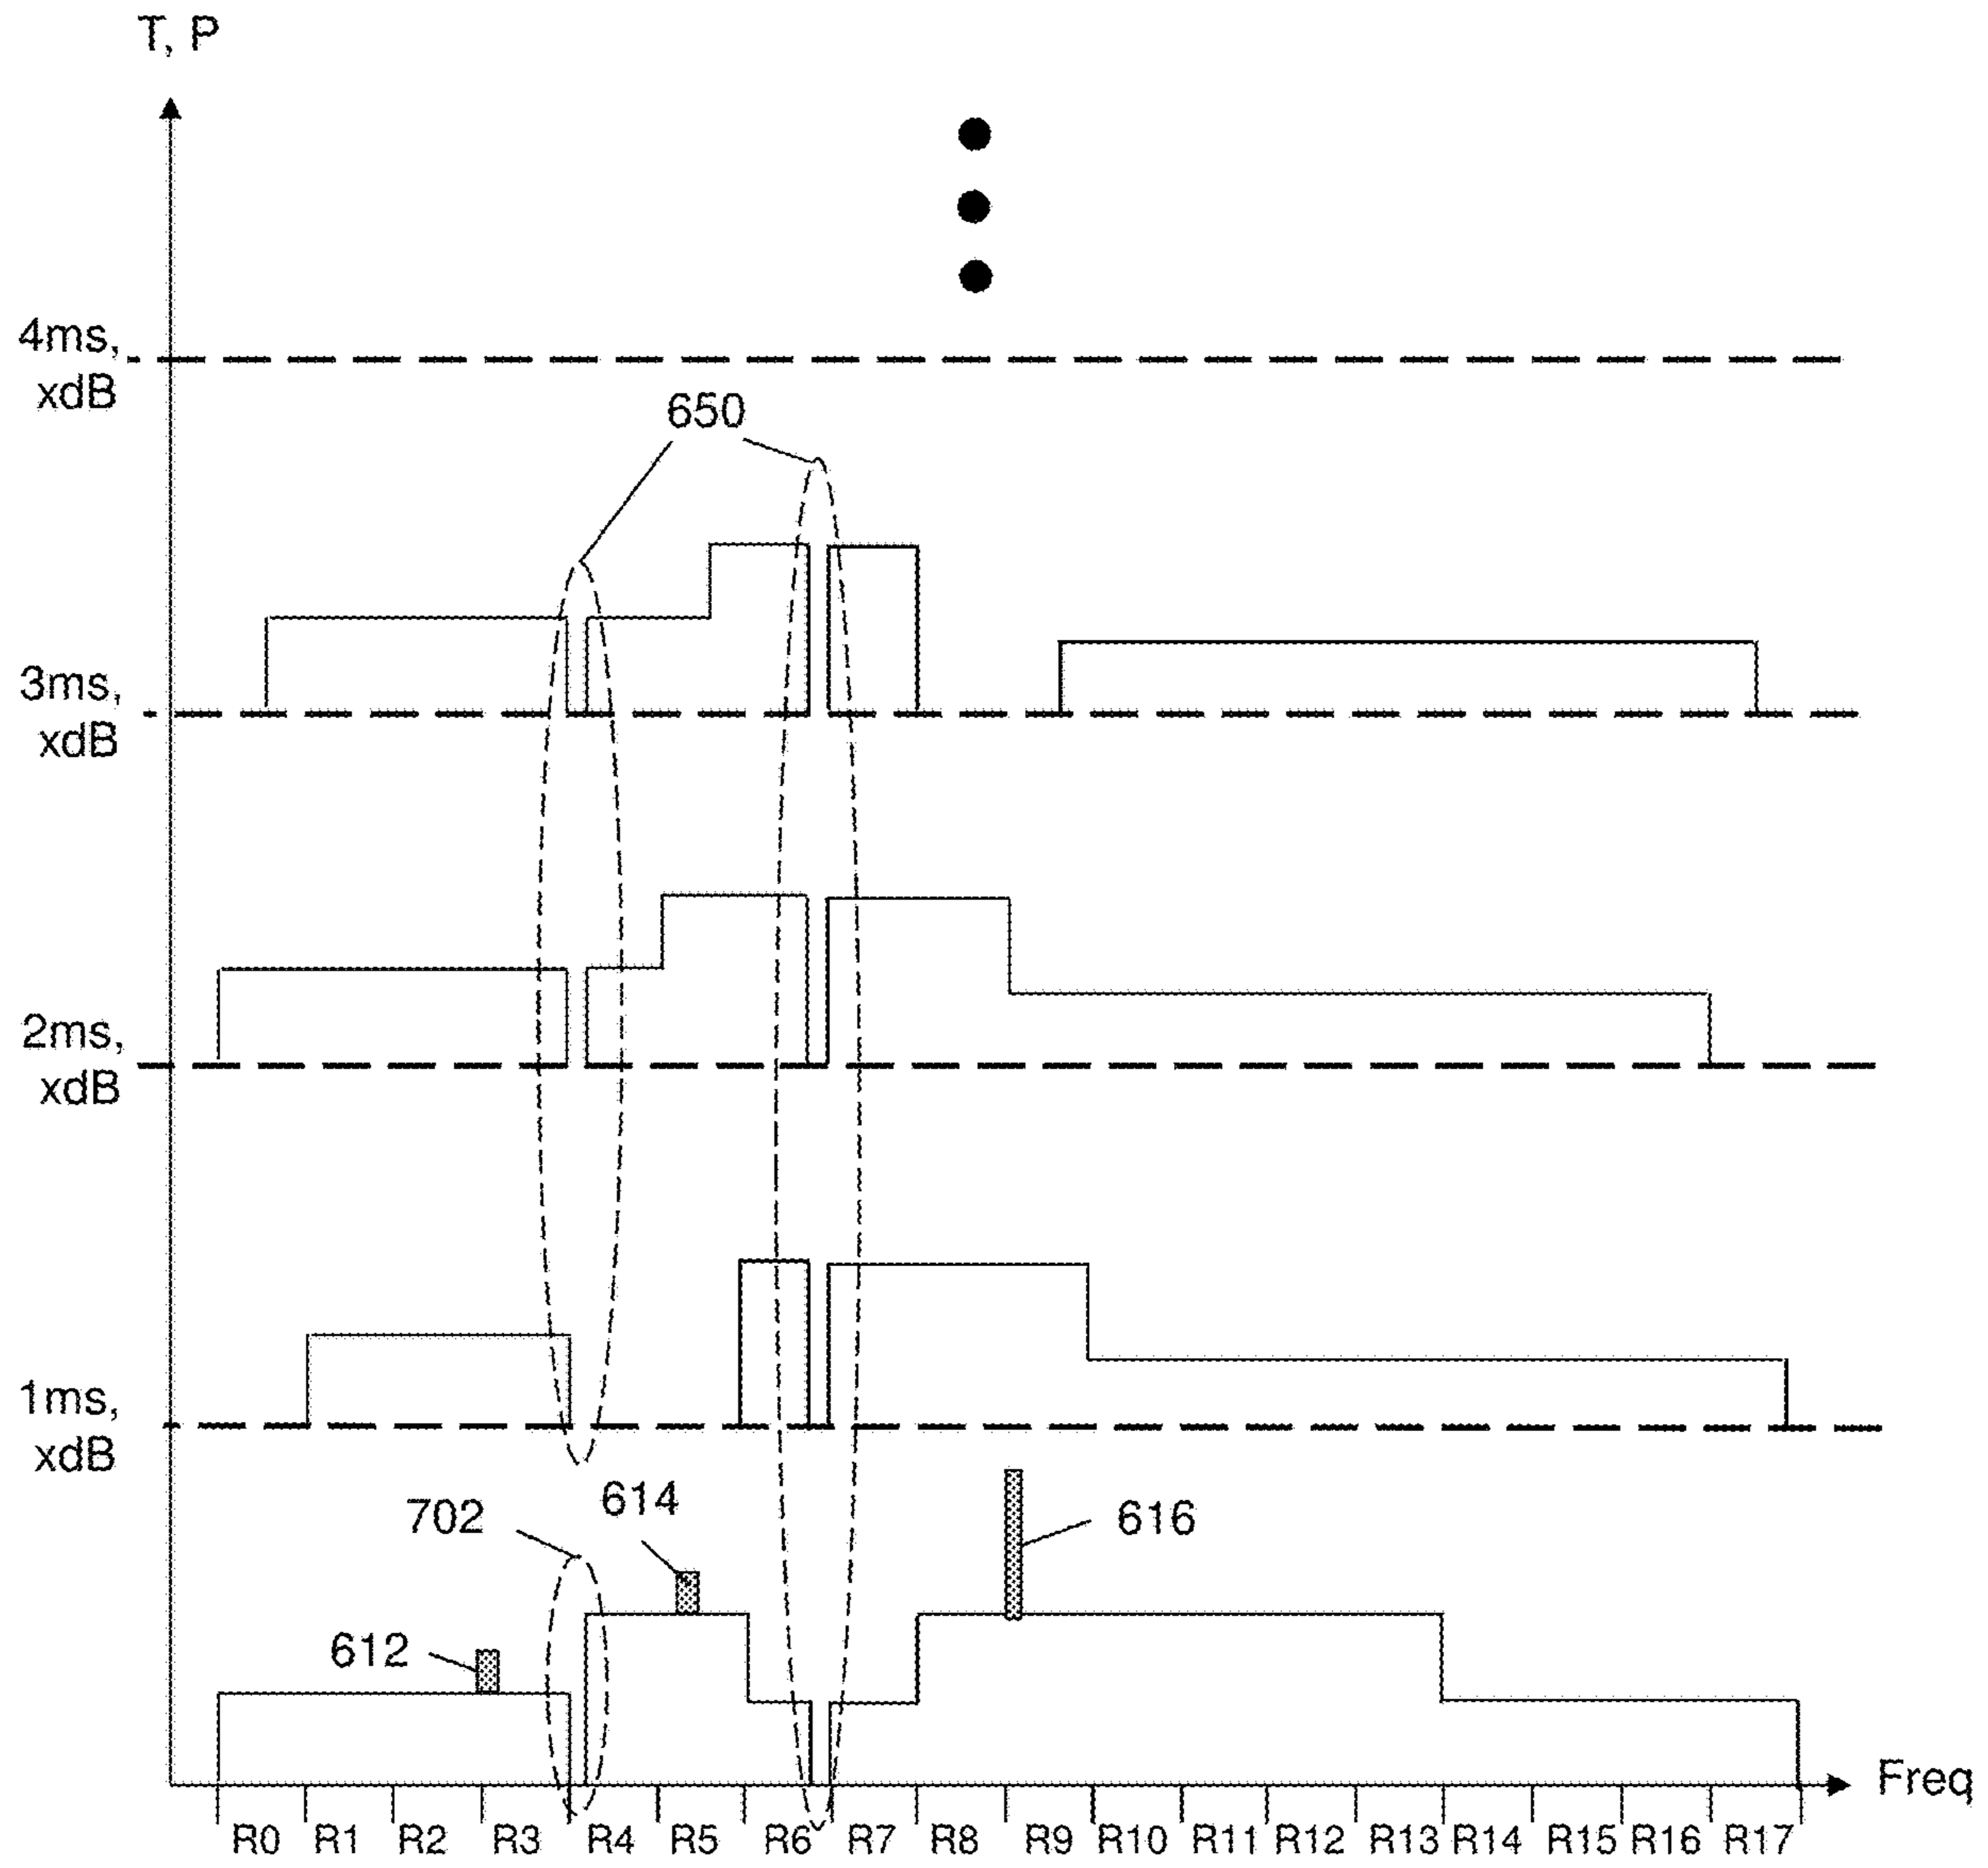 T, P
4ms,
xdB
650
3ms,
xdB
2ms,
xdB
1ms,
xdB
702
614
616
612
Freq
R0 R1 R2 R3 R4 R5 R6 R7 R8 R9 R10 R11 R12 R13 R14 R15 R16 R17